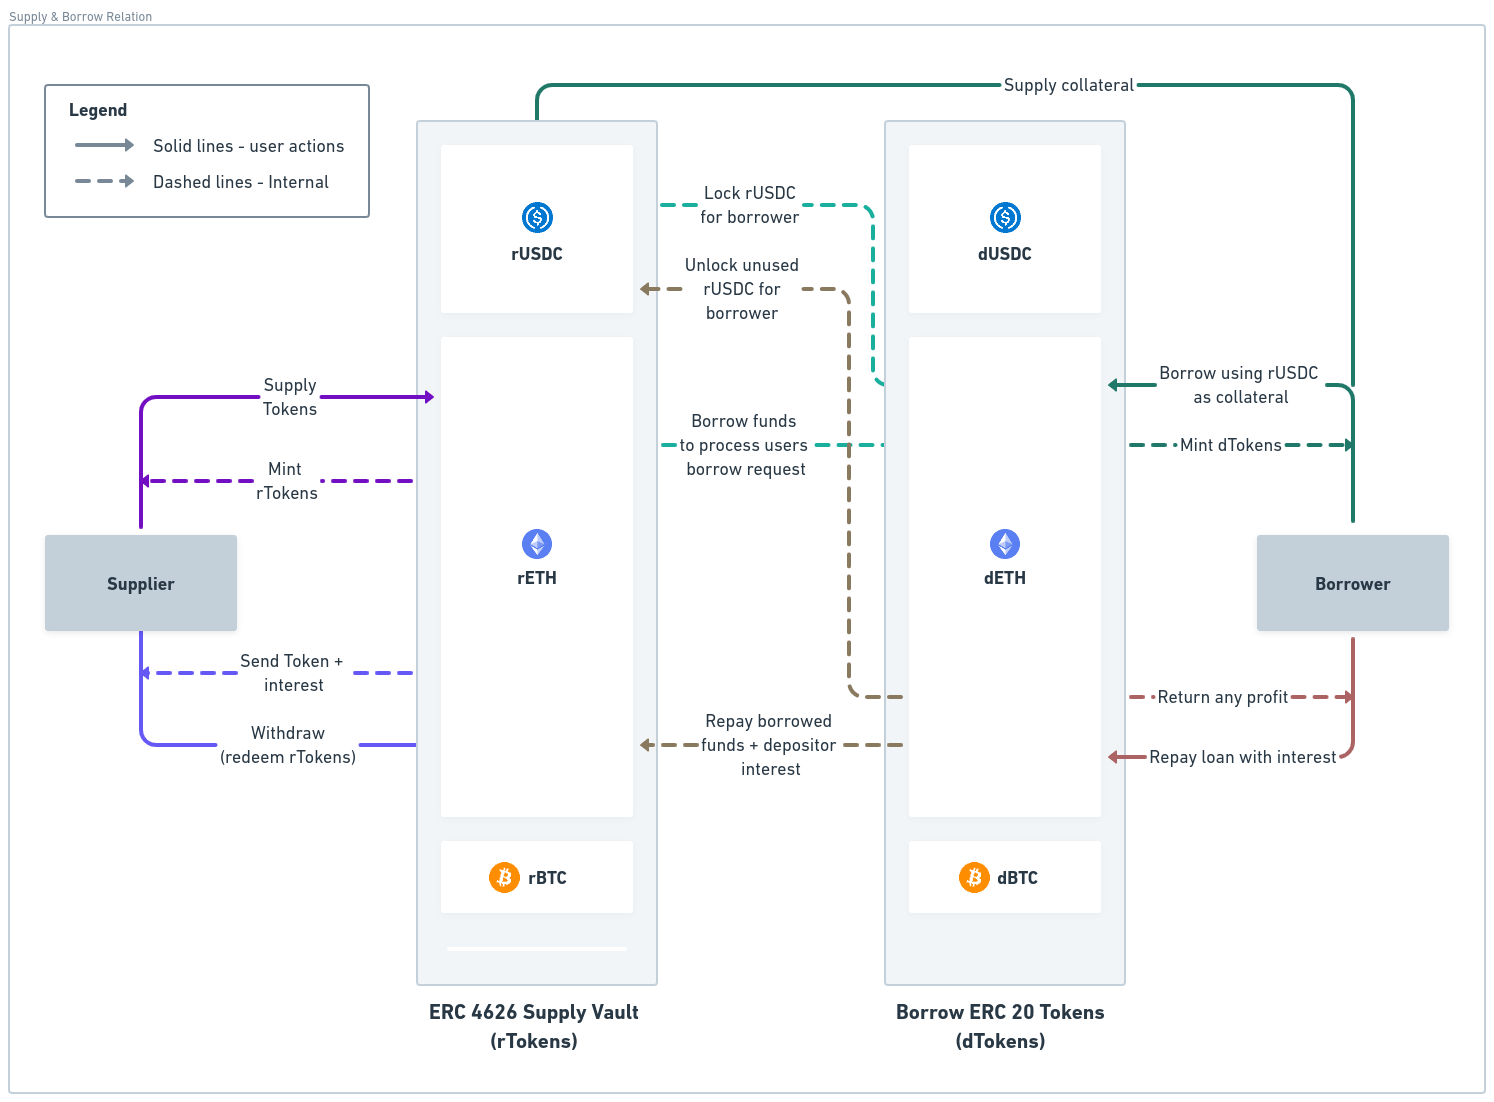 Supply & Borrow Relation
Legend
Solid lines - user actions
Dashed lines - Internal
Supply collateral
rUSDC
dUSDC
Lock rUSDC
for borrower
Unlock unused
rUSDC for
borrower
Supply
Tokens
Mint
rTokens
Borrow funds
to process users
borrow request
Borrow using rUSDC
as collateral
Mint dTokens
rETH
dETH
Supplier
Borrower
Send Token +
interest
Withdraw
(redeem rTokens)
Repay borrowed
funds + depositor
interest
Return any profit
Repay loan with interest
rBTC
dBTC
ERC 4626 Supply Vault
(rTokens)
Borrow ERC 20 Tokens
(dTokens)